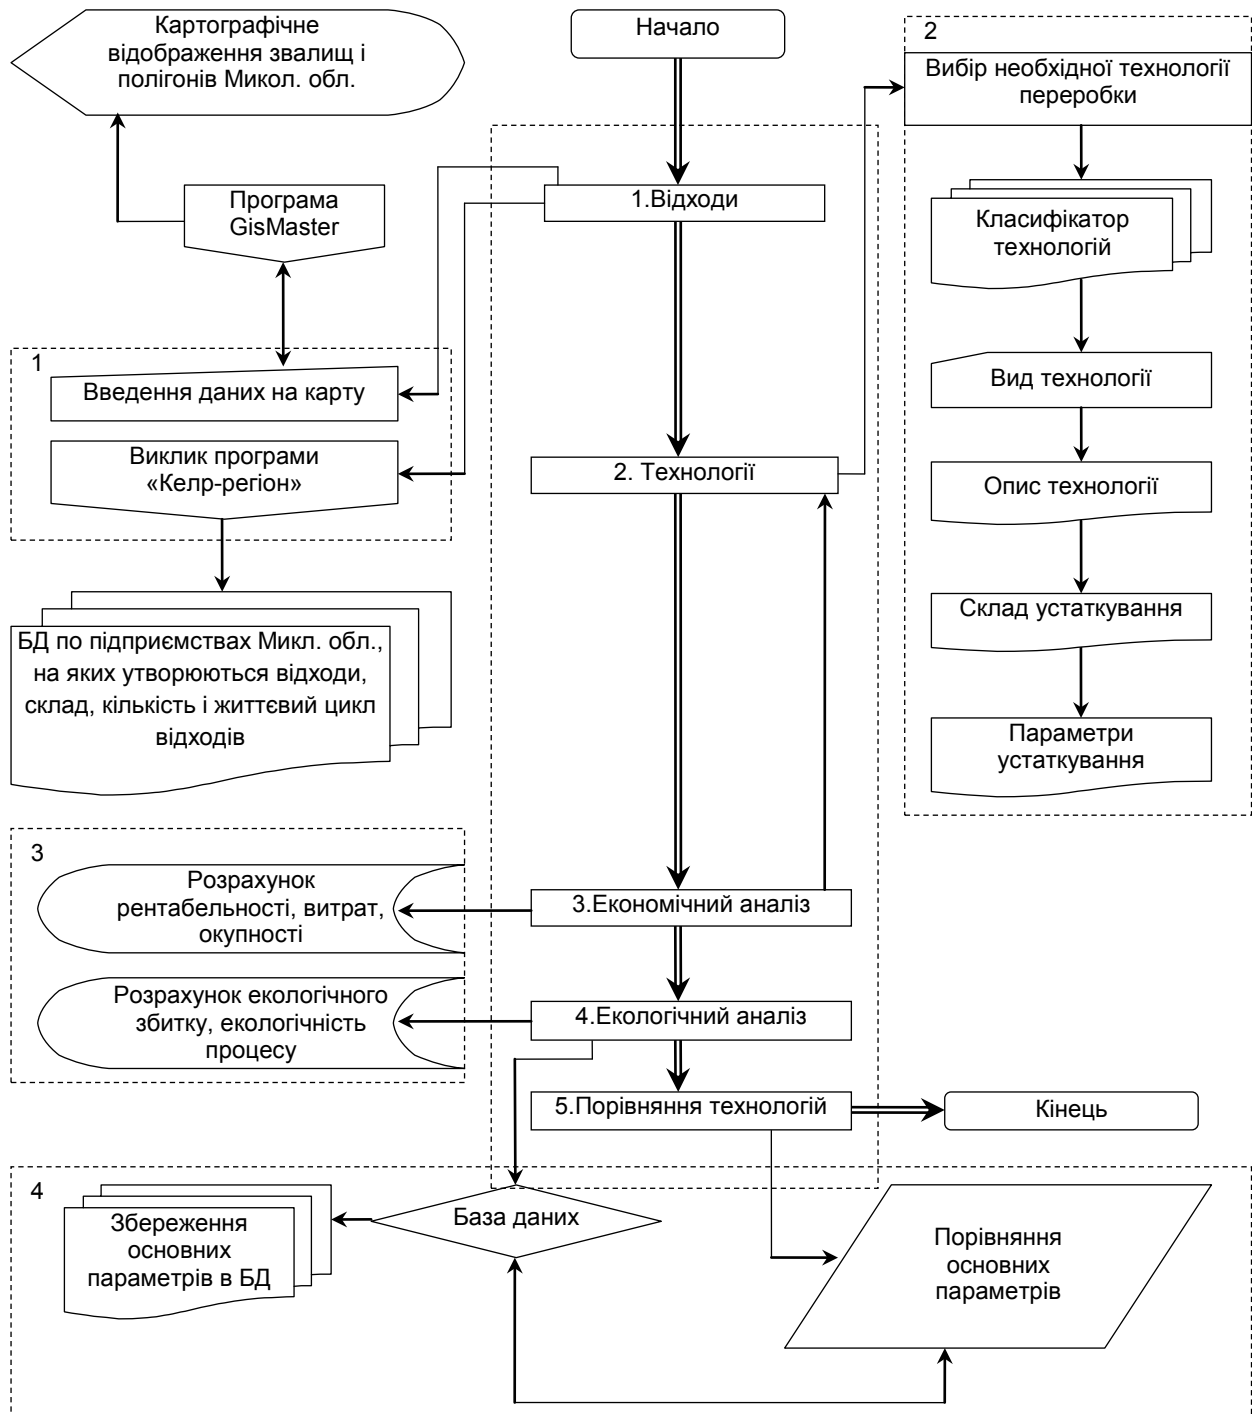 Картографічне
відображення звалищ і
полігонів Микол. обл.
Начало
2
Вибір необхідної технології
переробки
Програма
GisMaster
1.Відходи
Класифікатор
технологій
1
Введення даних на карту
Вид технології
Виклик програми
«Келр-регіон»
2. Технології
Опис технології
БД по підприємствах Микл. обл.,
на яких утворюються відходи,
склад, кількість і життєвий цикл
відходів
Склад устаткування
Параметри
устаткування
3
Розрахунок
рентабельності, витрат,
окупності
3.Економічний аналіз
Розрахунок екологічного
збитку, екологічність
процесу
4.Екологічний аналіз
5.Порівняння технологій
Кінець
4
Збереження
основних
параметрів в БД
База даних
Порівняння
основних
параметрів